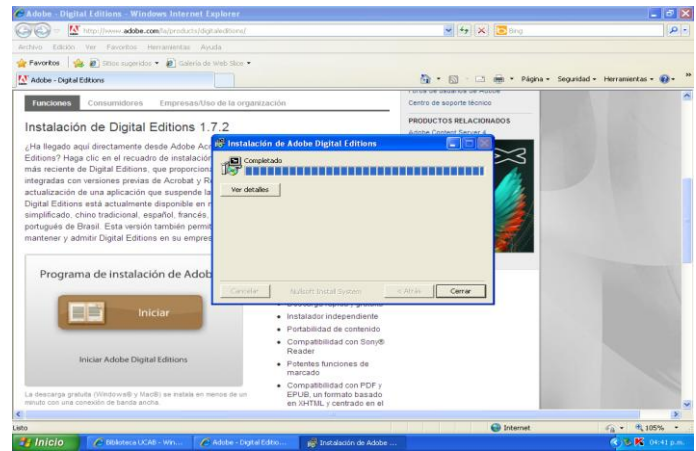 Adobe - Digital Editions - Windows Internet Explorer
http://www.adobe.com/la/products/digitaleditions/
Bing
Archivo Edición Ver Favoritos Herramientas Ayuda
Favoritos Sitios sugeridos Galería de Web Slice
Adobe - Digital Editions
Página Seguridad Herramientas
Funciones Consumidores Empresas/Uso de la organización
Centro de soporte técnico
PRODUCTOS RELACIONADOS
Adobe Content Server 4
Instalación de Digital Editions 1.7.2
¿Ha llegado aquí directamente desde Adobe
Editions? Haga clic en el recuadro de instalación
más reciente de Digital Editions, que proporcion
integradas con versiones previas de Acrobat y R
actualización de una aplicación que suspende la
Digital Editions está actualmente disponible en
simplificado, chino tradicional, español, francés,
portugués de Brasil. Esta versión también permit
mantener y admitir Digital Editions en su empres
Instalación de Adobe Digital Editions
Completado
Ver detalles
Cancelar Nullsoft Install System < Atrás Cerrar
Programa de instalación de Adob
Iniciar
Iniciar Adobe Digital Editions
La descarga gratuita (Windows® y Mac®) se instala en menos de un
minuto con una conexión de banda ancha.
Descarga rápida y gratuita
• Instalador independiente
• Portabilidad de contenido
• Compatibilidad con Sony®
Reader
• Potentes funciones de
marcado
• Compatibilidad con PDF y
EPUB, un formato basado
en XHTML y centrado en el
Listo Internet 105%
Inicio Biblioteca UCAB - Win... Adobe - Digital Editio... Instalación de Adobe ... 04:41 p.m.